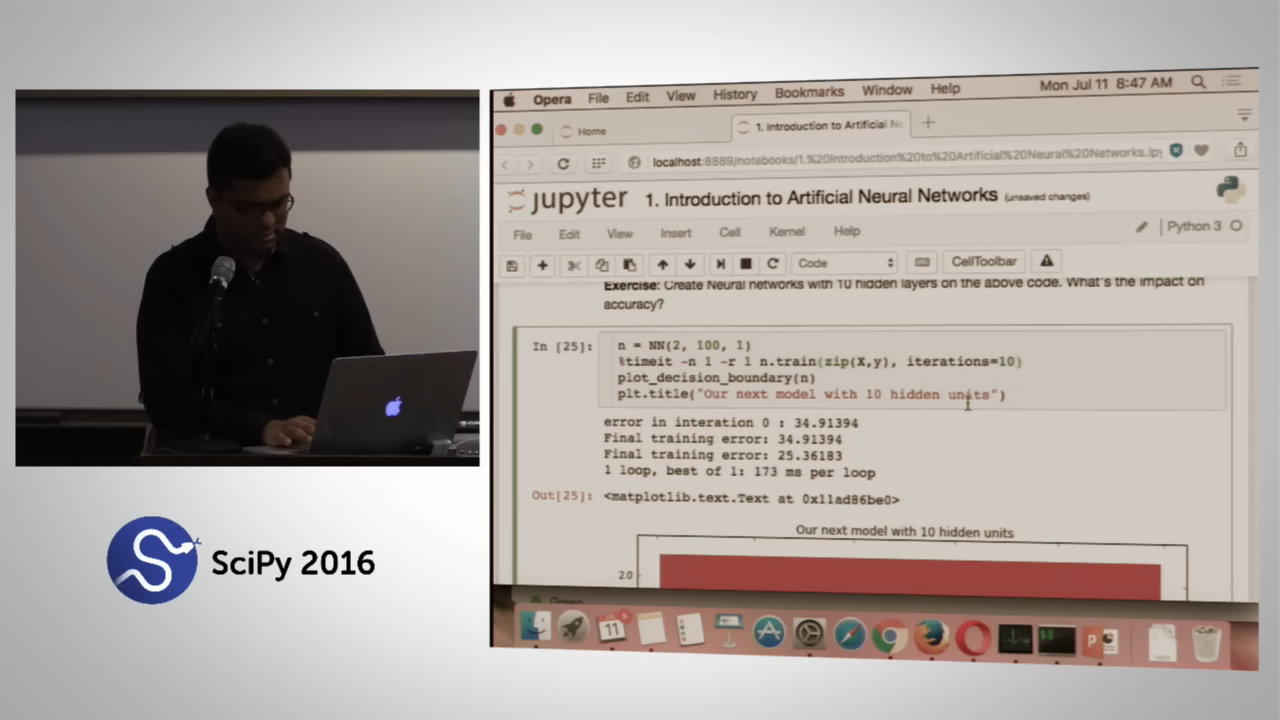 Opera File Edit View History Bookmarks Window Help Mon Jul 11 8:47 AM
Home
1. Introduction to Artificial Ne
localhost:8889/notebooks/1.%20Introduction%20to%20Artificial%20Neural%20Networks.ipy
jupyter 1. Introduction to Artificial Neural Networks (unsaved changes)
File Edit View Insert Cell Kernel Help Python 3
Code CellToolbar
Exercise: Create Neural networks with 10 hidden layers on the above code. What's the impact on
accuracy?
In [25]: n = NN(2, 100, 1)
%timeit -n 1 -r 1 n.train(zip(X,y), iterations=10)
plot_decision_boundary(n)
plt.title("Our next model with 10 hidden units")
error in interation 0 : 34.91394
Final training error: 34.91394
Final training error: 25.36183
1 loop, best of 1: 173 ms per loop
Out[25]: <matplotlib.text.Text at 0x11ad86be0>
Our next model with 10 hidden units
2.0
Green
11
SciPy 2016